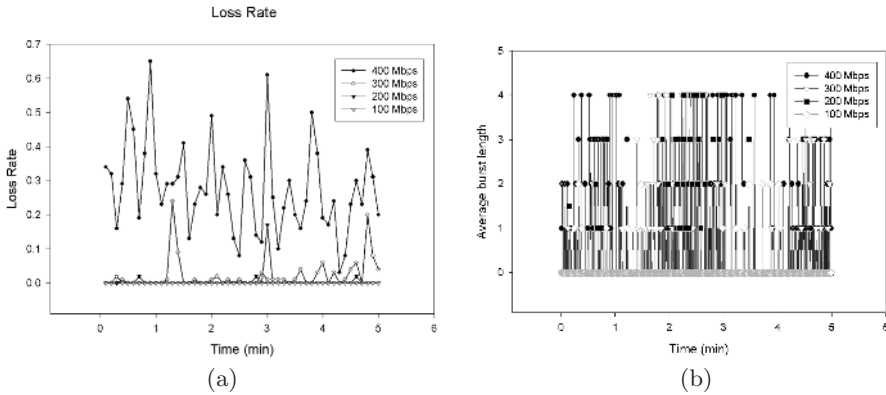 Loss Rate
0.7
0.6
0.5
0.4
0.3
0.2
0.1
0.0
Loss Rate
400 Mbps
300 Mbps
200 Mbps
100 Mbps
0 1 2 3 4 5 6
Time (min)
(a)
5
4
3
2
1
0
Average burst length
400 Mbps
300 Mbps
200 Mbps
100 Mbps
0 1 2 3 4 5 6
Time (min)
(b)